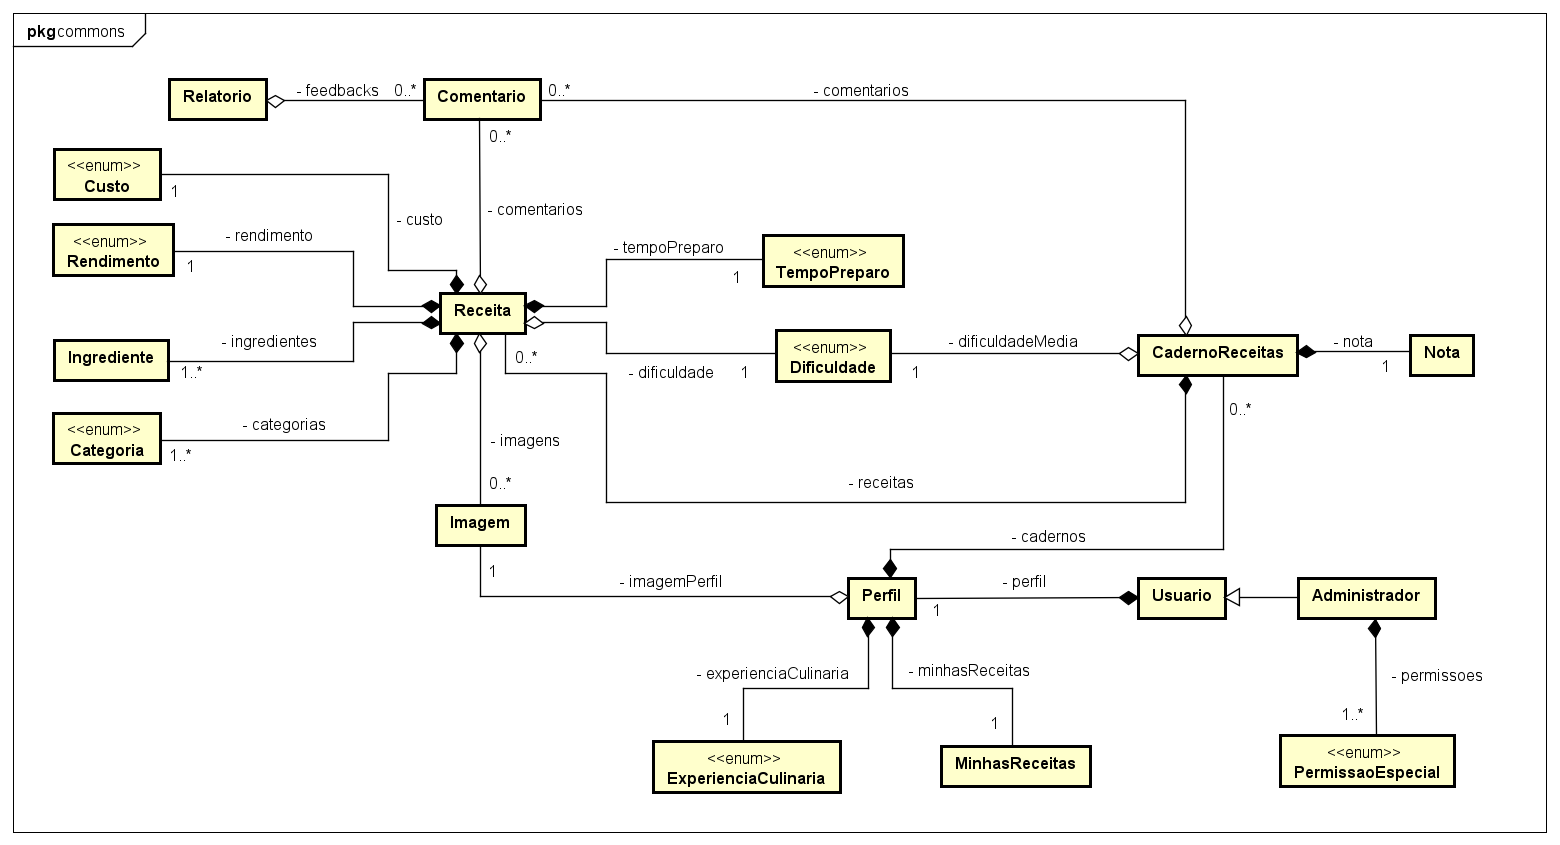 pkg commons
Relatorio
- feedbacks
0..*
Comentario
0..*
- comentarios
0..*
<<enum>>
Custo
1
- custo
- comentarios
<<enum>>
Rendimento
- rendimento
1
- tempoPreparo
1
<<enum>>
TempoPreparo
Receita
Ingrediente
- ingredientes
1..*
0..*
- dificuldade
1
<<enum>>
Dificuldade
- dificuldadeMedia
1
CadernoReceitas
- nota
1
Nota
0..*
<<enum>>
Categoria
- categorias
1..*
- imagens
0..*
- receitas
Imagem
1
- imagemPerfil
- cadernos
Perfil
- perfil
1
Usuario
Administrador
- experienciaCulinaria
1
- minhasReceitas
1
- permissoes
1..*
<<enum>>
ExperienciaCulinaria
MinhasReceitas
<<enum>>
PermissaoEspecial